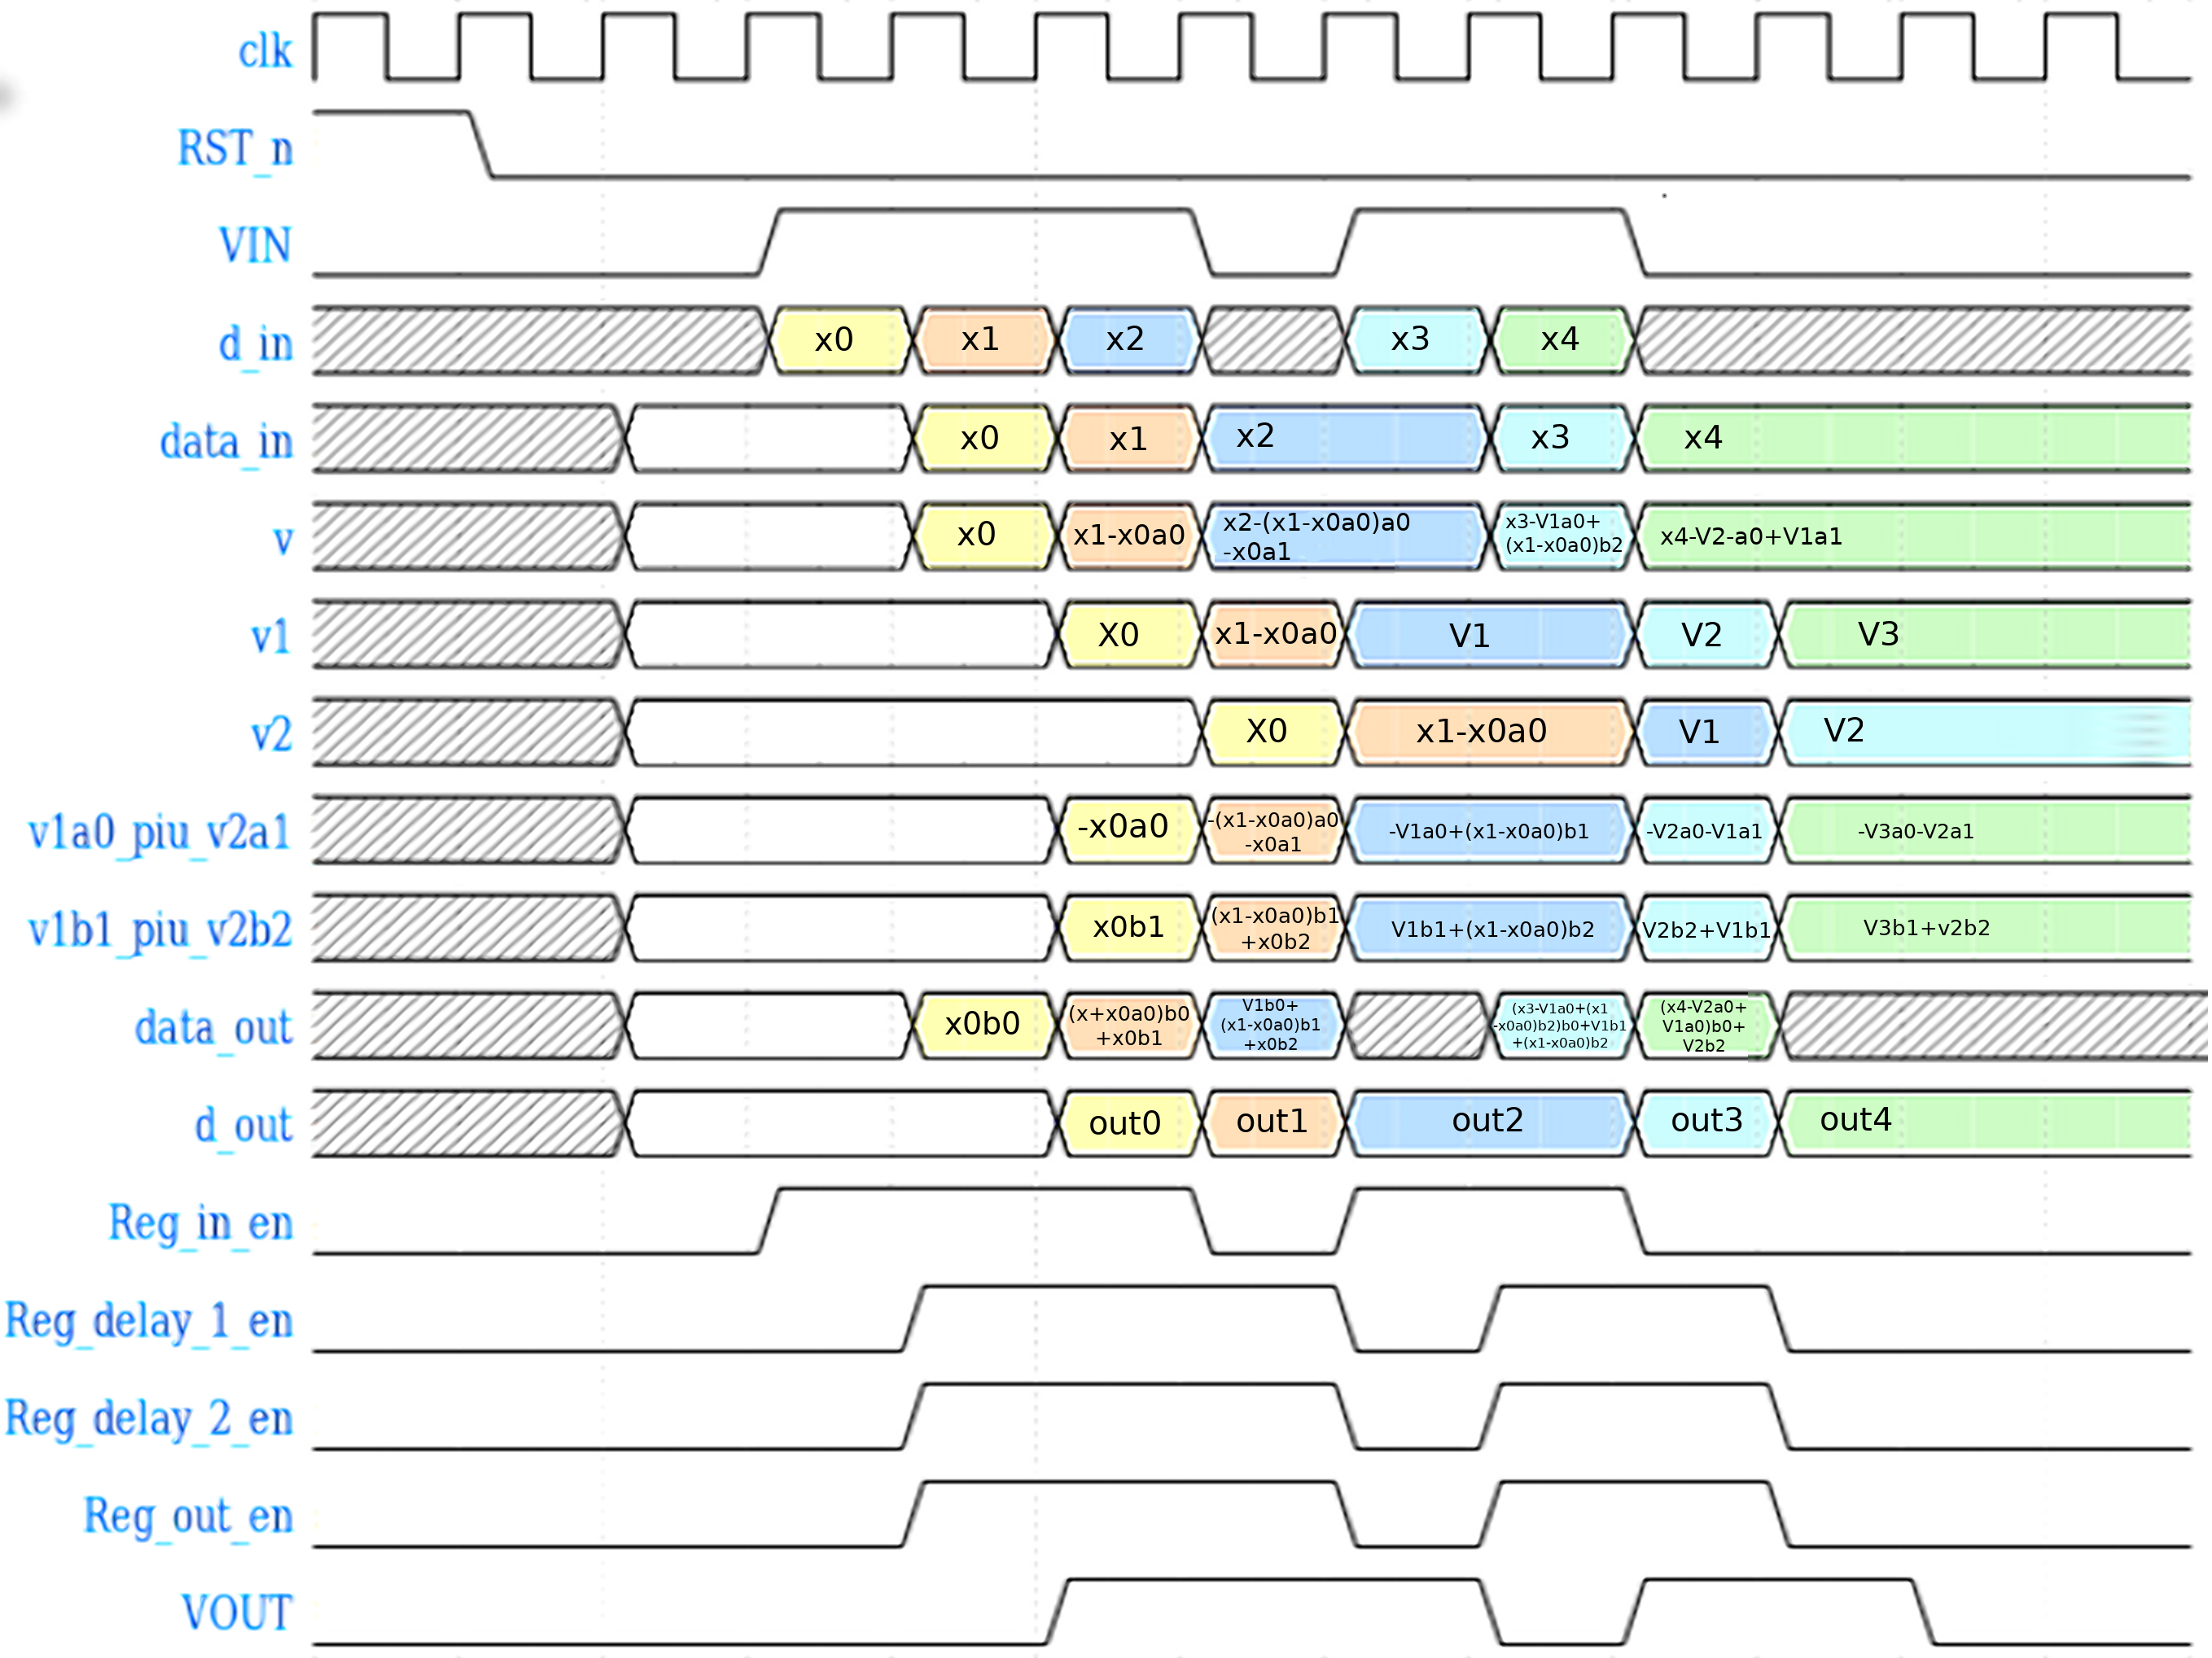 clk
RST_n
VIN
d_in x0 x1 x2 x3 x4
data_in x0 x1 x2 x3 x4
v x0 x1-x0a0 x2-(x1-x0a0)a0
-x0a1 x3-V1a0+
(x1-x0a0)b2 x4-V2-a0+V1a1
v1 X0 x1-x0a0 V1 V2 V3
v2 X0 x1-x0a0 V1 V2
v1a0_piu_v2a1 -x0a0 -(x1-x0a0)a0
-x0a1 -V1a0+(x1-x0a0)b1 -V2a0-V1a1 -V3a0-V2a1
v1b1_piu_v2b2 x0b1 (x1-x0a0)b1
+x0b2 V1b1+(x1-x0a0)b2 V2b2+V1b1 V3b1+v2b2
data_out x0b0 (x+x0a0)b0
+x0b1 V1b0+
(x1-x0a0)b1
+x0b2 (x3-V1a0+(x1
-x0a0)b2)b0+V1b1
+(x1-x0a0)b2 (x4-V2a0+
V1a0)b0+
V2b2
d_out out0 out1 out2 out3 out4
Reg_in_en
Reg_delay_1_en
Reg_delay_2_en
Reg_out_en
VOUT